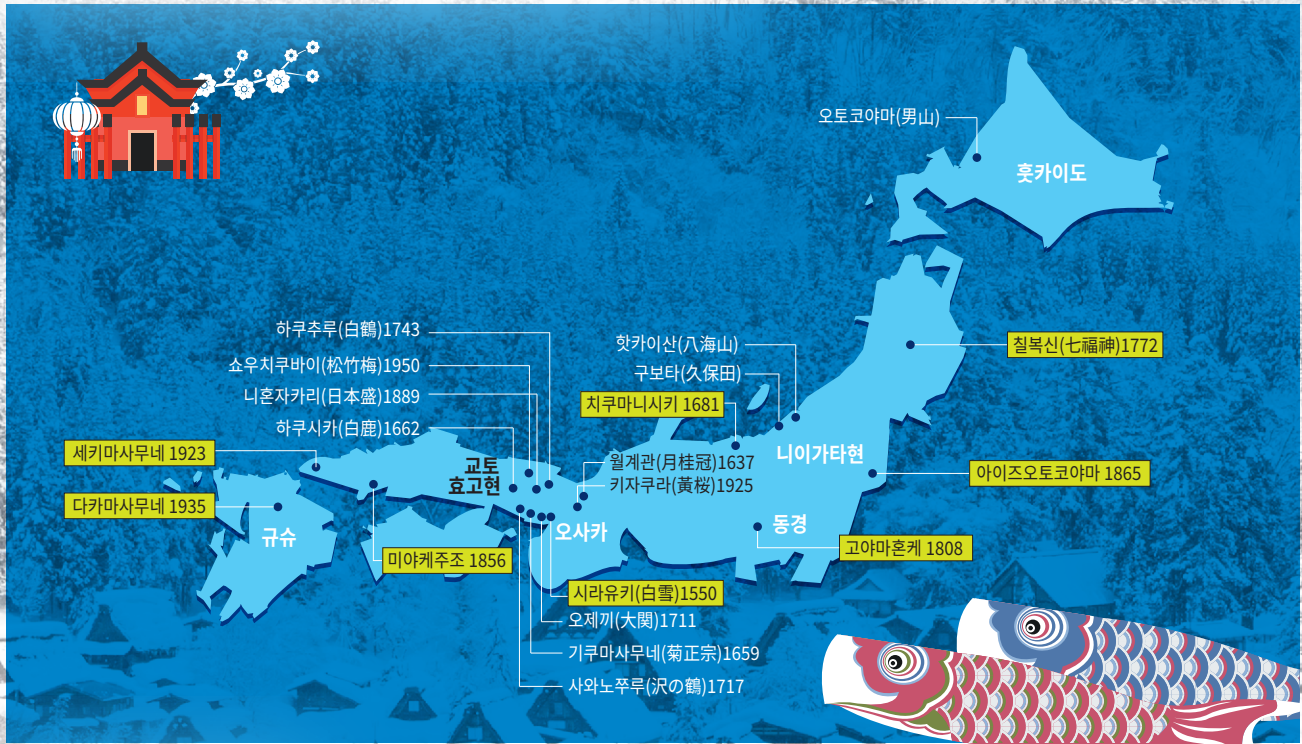 오토코야마(男山)
훗카이도
하쿠추루(白鶴)1743
쇼우치쿠바이(松竹梅)1950
니혼자카리(日本盛)1889
하쿠시카(白鹿)1662
핫카이산(八海山)
구보타(久保田)
치쿠마니시키 1681
칠복신(七福神)1772
세키마사무네 1923
다카마사무네 1935
교토
효고현
월계관(月桂冠)1637
키자쿠라(黃桜)1925
니이가타현
아이즈오토코야마 1865
규슈
오사카
동경
고야마혼케 1808
미야케주조 1856
시라유키(白雪)1550
오제끼(大関)1711
기쿠마사무네(菊正宗)1659
사와노쭈루(沢の鶴)1717